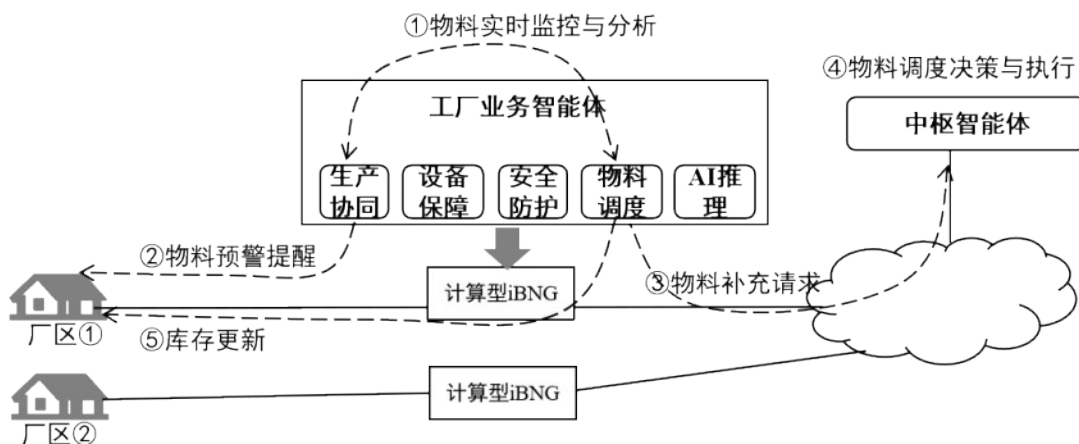 ①物料实时监控与分析
④物料调度决策与执行
工厂业务智能体
中枢智能体
生产
协同
设备
保障
安全
防护
物料
调度
AI推
理
②物料预警提醒
③物料补充请求
计算型iBNG
厂区①
⑤库存更新
计算型iBNG
厂区②